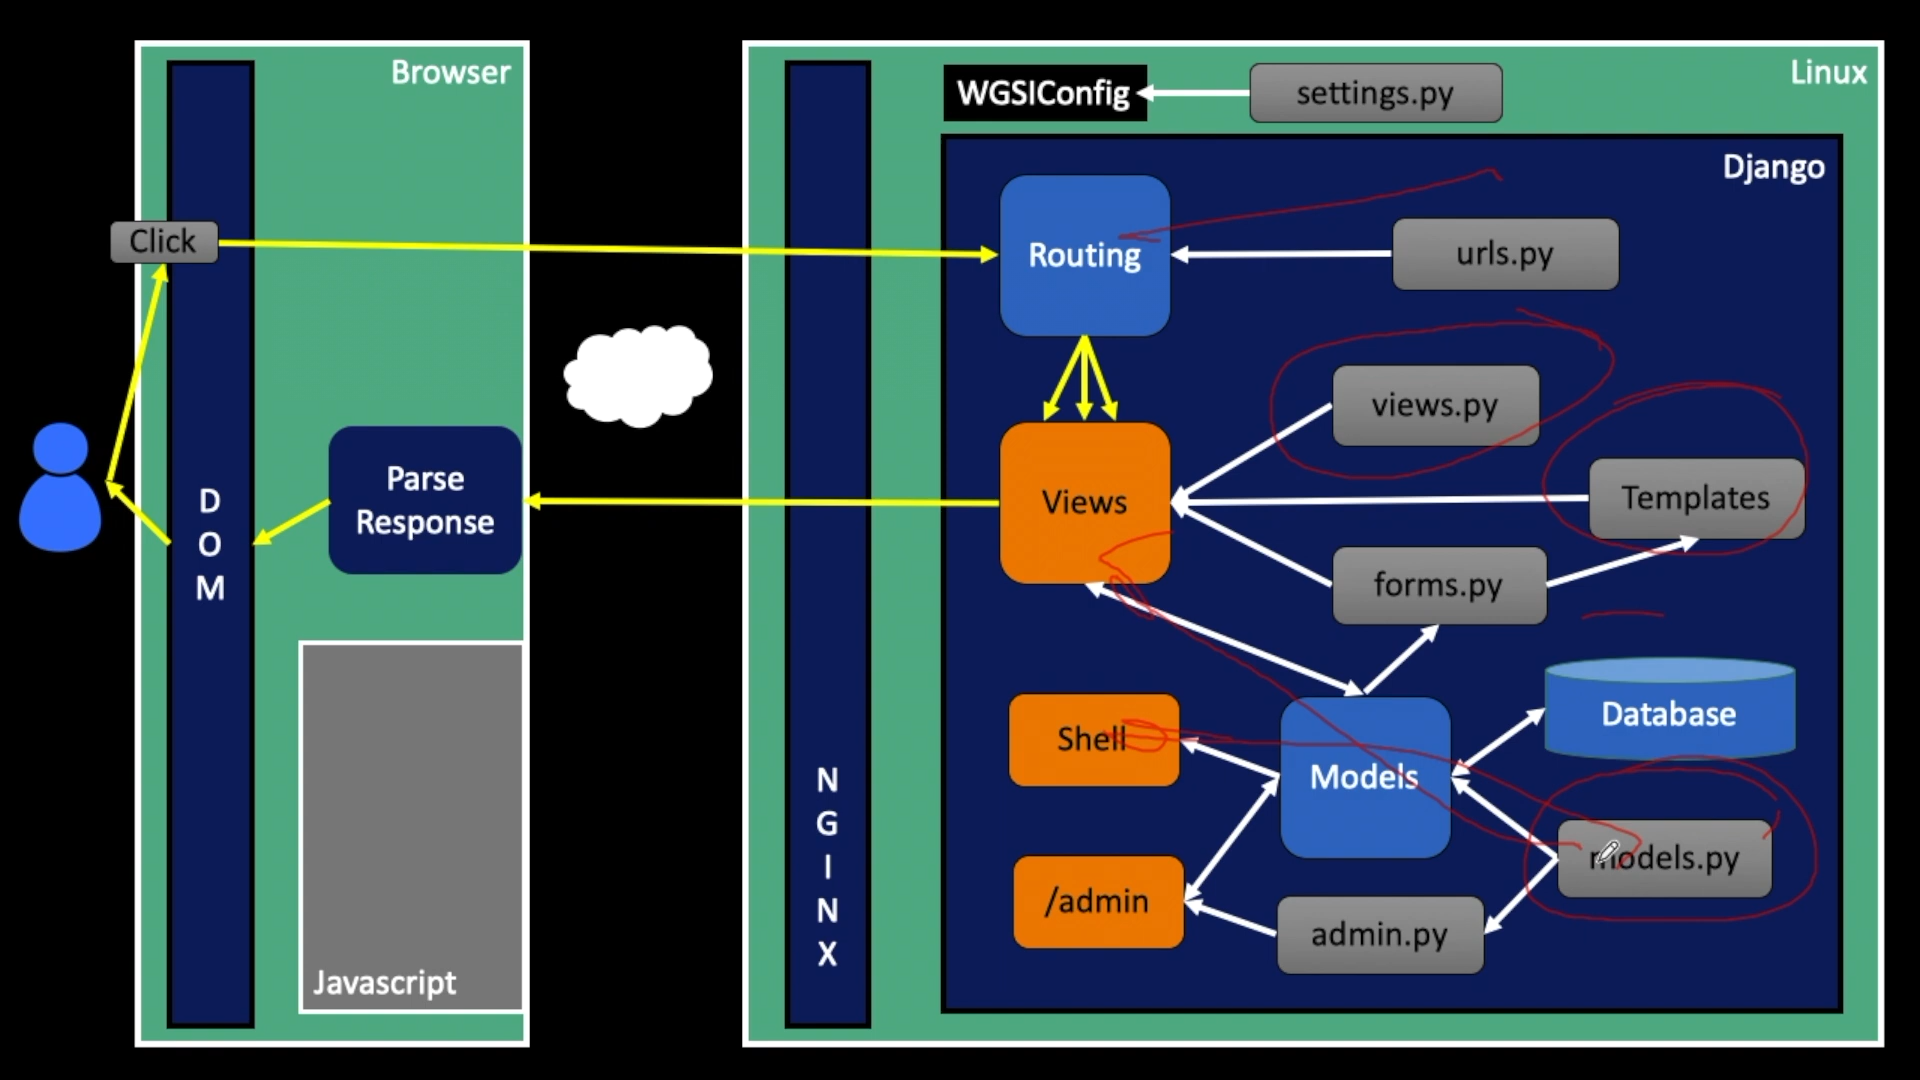 Browser
Linux
WGSIConfig
settings.py
Django
Click
Routing
urls.py
views.py
Parse
Response
D
O
M
Views
Templates
forms.py
Shell
Database
Models
N
G
I
N
X
models.py
/admin
admin.py
Javascript